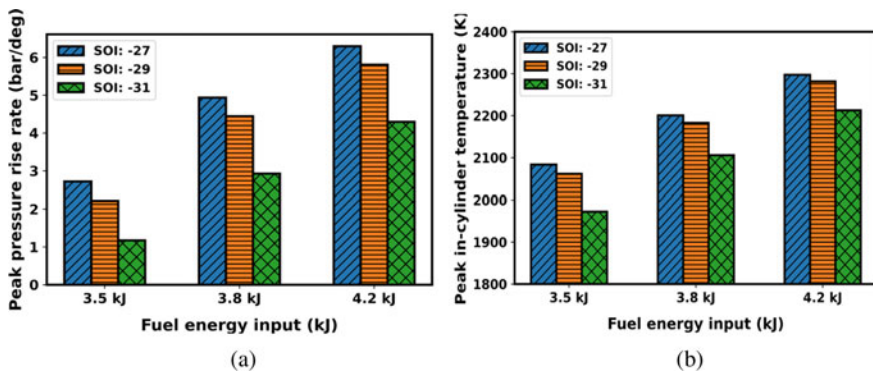 (a)
Peak pressure rise rate (bar/deg)
6
5
4
3
2
1
0
SOI: -27
SOI: -29
SOI: -31
3.5 kJ 3.8 kJ 4.2 kJ
Fuel energy input (kJ)
(a)
(b)
Peak in-cylinder temperature (K)
2400
2300
2200
2100
2000
1900
1800
SOI: -27
SOI: -29
SOI: -31
3.5 kJ 3.8 kJ 4.2 kJ
Fuel energy input (kJ)
(b)